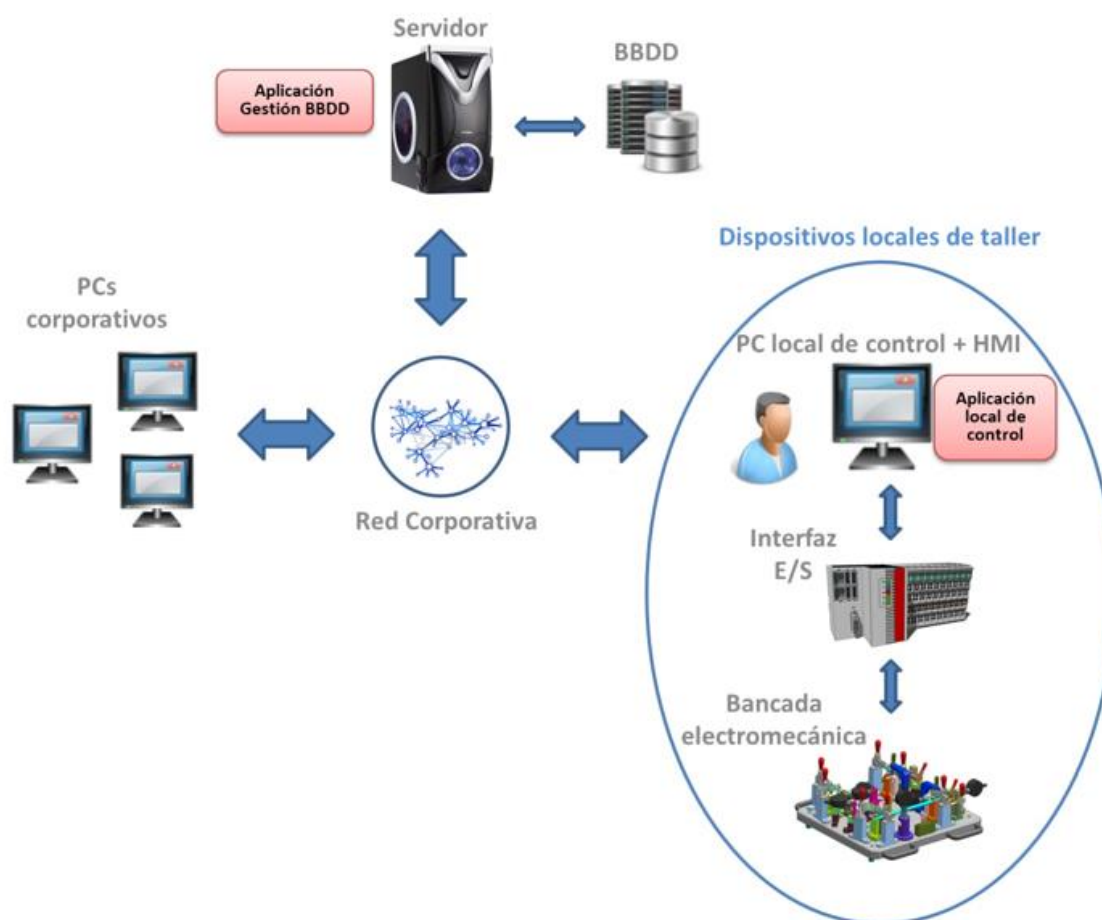 Servidor
Aplicación
Gestión BBDD
BBDD
Dispositivos locales de taller
PCs
corporativos
PC local de control + HMI
Aplicación
local de
control
Red Corporativa
Interfaz
E/S
Bancada
electromecánica